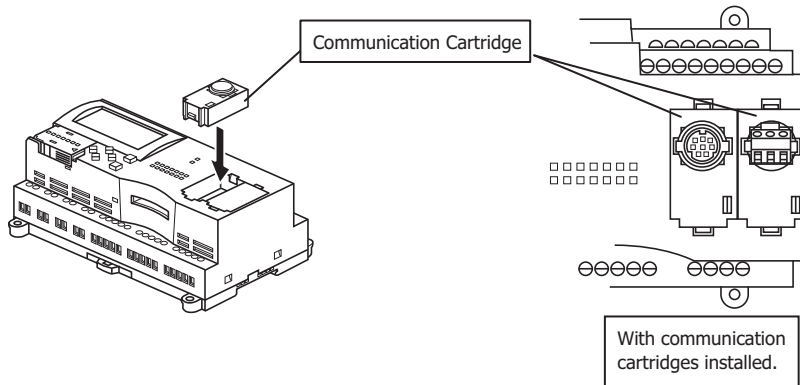 Communication Cartridge
With communication
cartridges installed.